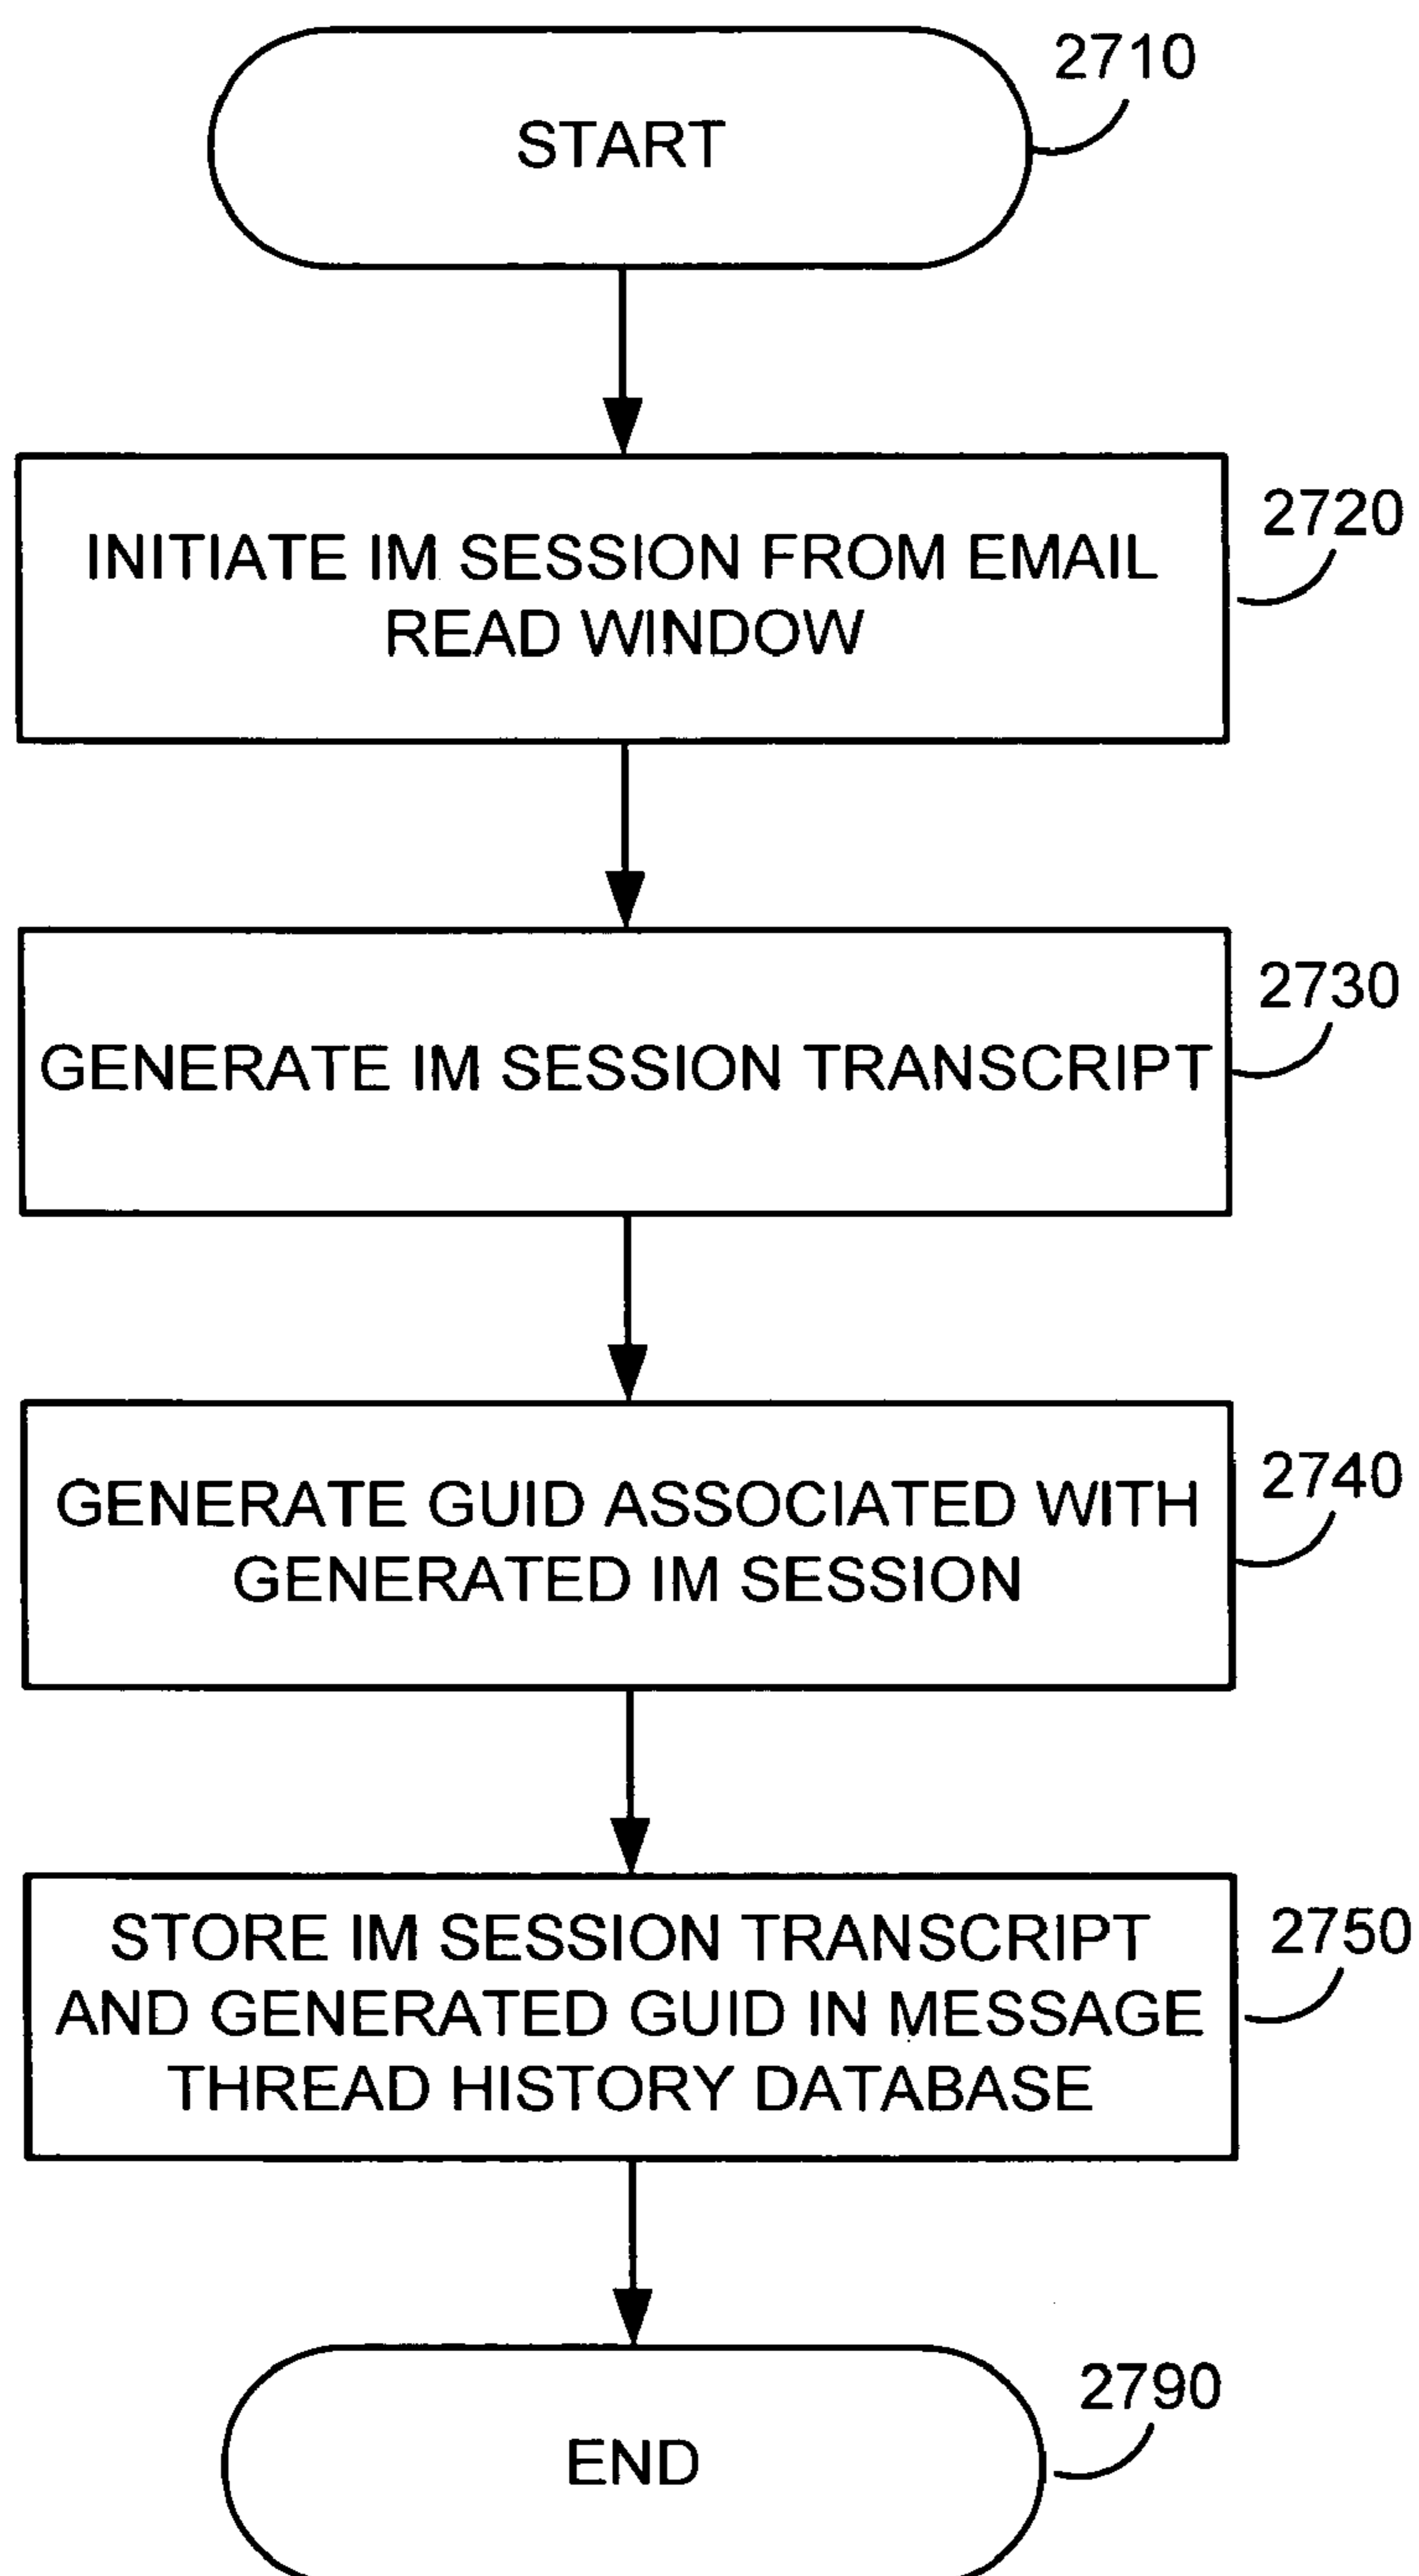 START
2710
INITIATE IM SESSION FROM EMAIL
READ WINDOW
2720
GENERATE IM SESSION TRANSCRIPT
2730
GENERATE GUID ASSOCIATED WITH
GENERATED IM SESSION
2740
STORE IM SESSION TRANSCRIPT
AND GENERATED GUID IN MESSAGE
THREAD HISTORY DATABASE
2750
END
2790